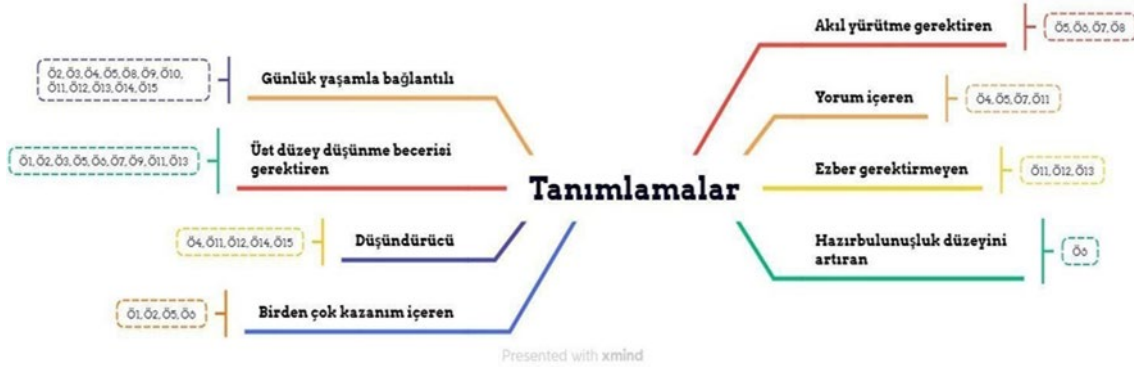 Günlük yaşamla bağlantılı
Ö2, Ö3, Ö4, Ö5, Ö8, Ö9, Ö10,
Ö11, Ö12, Ö13, Ö14, Ö15
Üst düzey düşünme becerisi
gerektiren
Ö1, Ö2, Ö3, Ö5, Ö6, Ö7, Ö9, Ö11, Ö13
Düşündürücü
Ö4, Ö11, Ö12, Ö14, Ö15
Birden çok kazanım içeren
Ö1, Ö2, Ö5, Ö6
Tanımlamalar
Akıl yürütme gerektiren
Ö5, Ö6, Ö7, Ö8
Yorum içeren
Ö4, Ö5, Ö7, Ö11
Ezber gerektirmeyen
Ö11, Ö12, Ö13
Hazırbulunuşluk düzeyini
artıran
Ö6
Presented with xmind